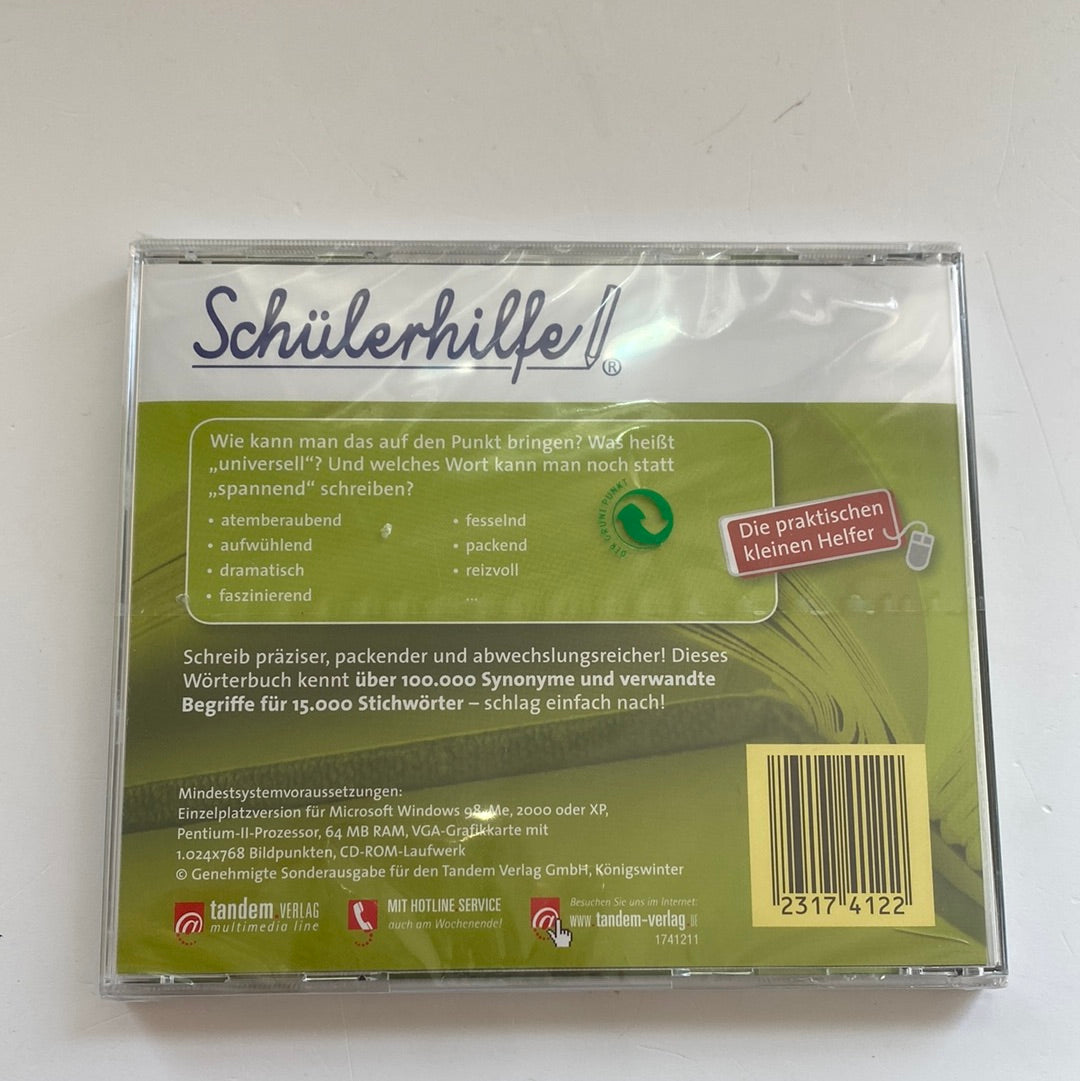 Schülerhilfe!®
Wie kann man das auf den Punkt bringen? Was heißt
„universell“? Und welches Wort kann man noch statt
„spannend“ schreiben?
• atemberaubend
• aufwühlend
• dramatisch
• faszinierend
• fesselnd
• packend
• reizvoll
...
DER GRÜNE PUNKT
Die praktischen
kleinen Helfer
Schreib präziser, packender und abwechslungsreicher! Dieses
Wörterbuch kennt über 100.000 Synonyme und verwandte
Begriffe für 15.000 Stichwörter – schlag einfach nach!
Mindestsystemvoraussetzungen:
Einzelplatzversion für Microsoft Windows 98, Me, 2000 oder XP,
Pentium-II-Prozessor, 64 MB RAM, VGA-Grafikkarte mit
1.024x768 Bildpunkten, CD-ROM-Laufwerk
© Genehmigte Sonderausgabe für den Tandem Verlag GmbH, Königswinter
tandem.VERLAG
multimedia line
MIT HOTLINE SERVICE
auch am Wochenende!
Besuchen Sie uns im Internet:
www.tandem-verlag.de
1741211
2317 4122